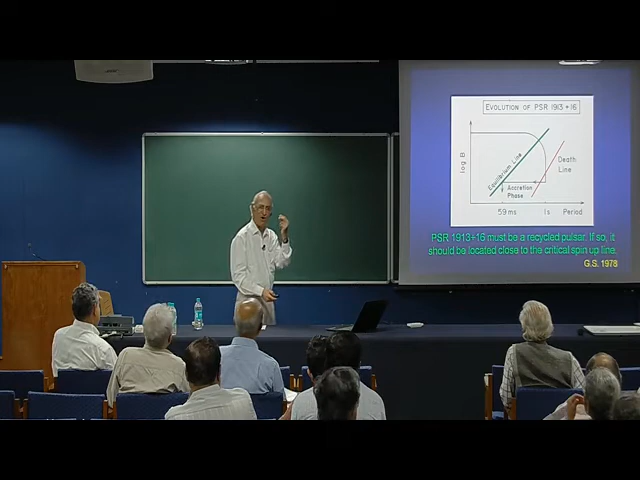 EVOLUTION OF PSR 1913 + 16
log B
Equilibrium Line
Death
Line
Accretion
Phase
59 ms
1s
Period
PSR 1913+16 must be a recycled pulsar. If so, it
should be located close to the critical spin up line.
G.S. 1978